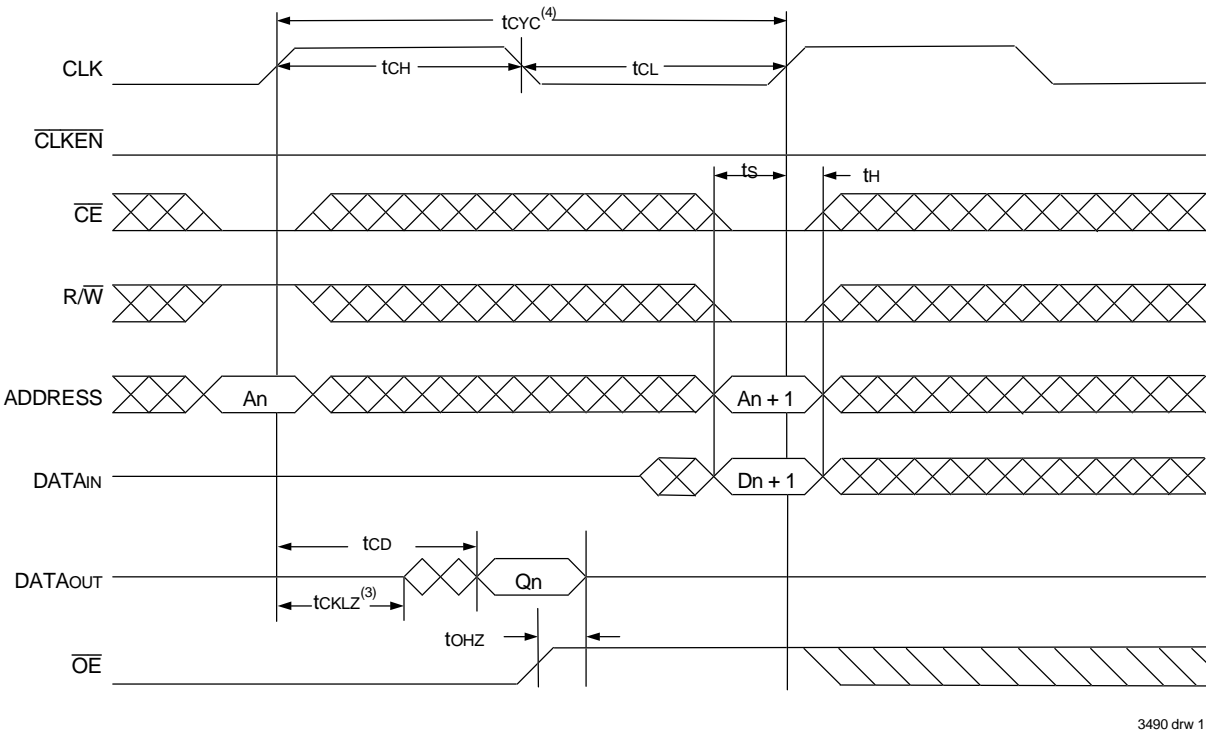 tCYC(4)
CLK
tCH
tCL
CLKEN
tS
tH
CE
R/W
ADDRESS
An
An + 1
DATAIN
Dn + 1
tCD
DATAOUT
Qn
tCKLZ(3)
tOHZ
OE
3490 drw 1